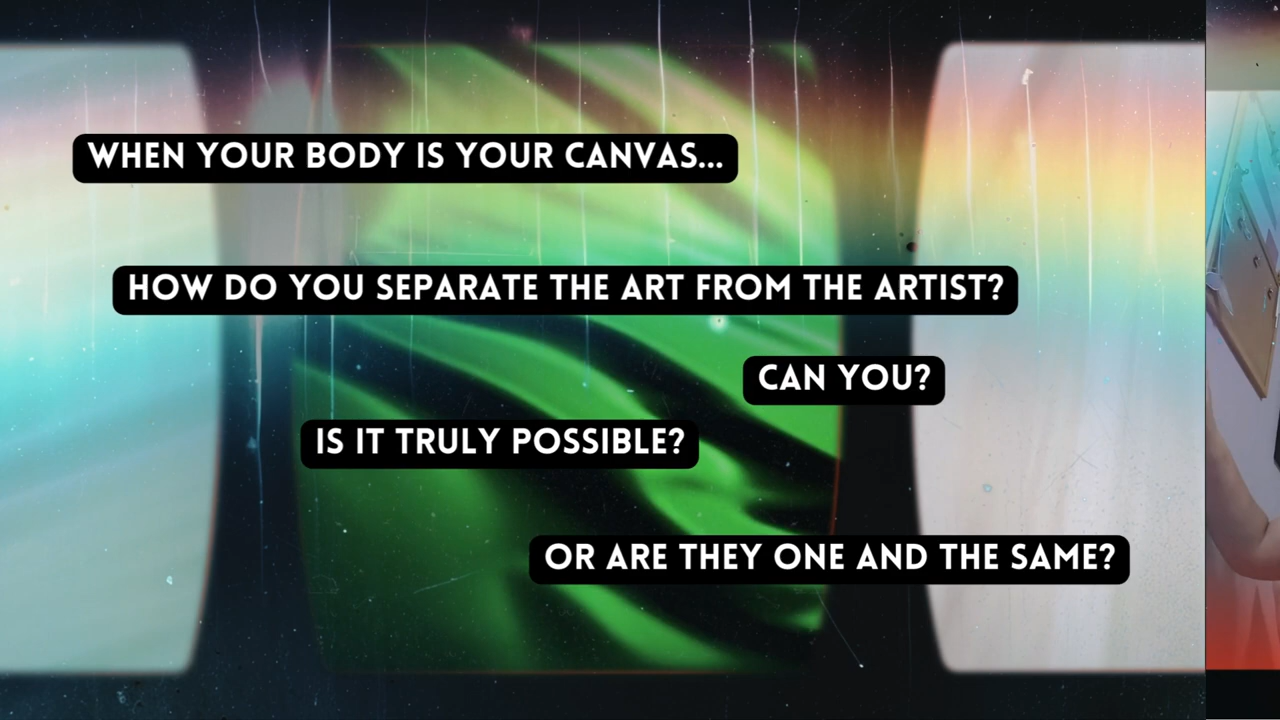 WHEN YOUR BODY IS YOUR CANVAS...
HOW DO YOU SEPARATE THE ART FROM THE ARTIST?
CAN YOU?
IS IT TRULY POSSIBLE?
OR ARE THEY ONE AND THE SAME?